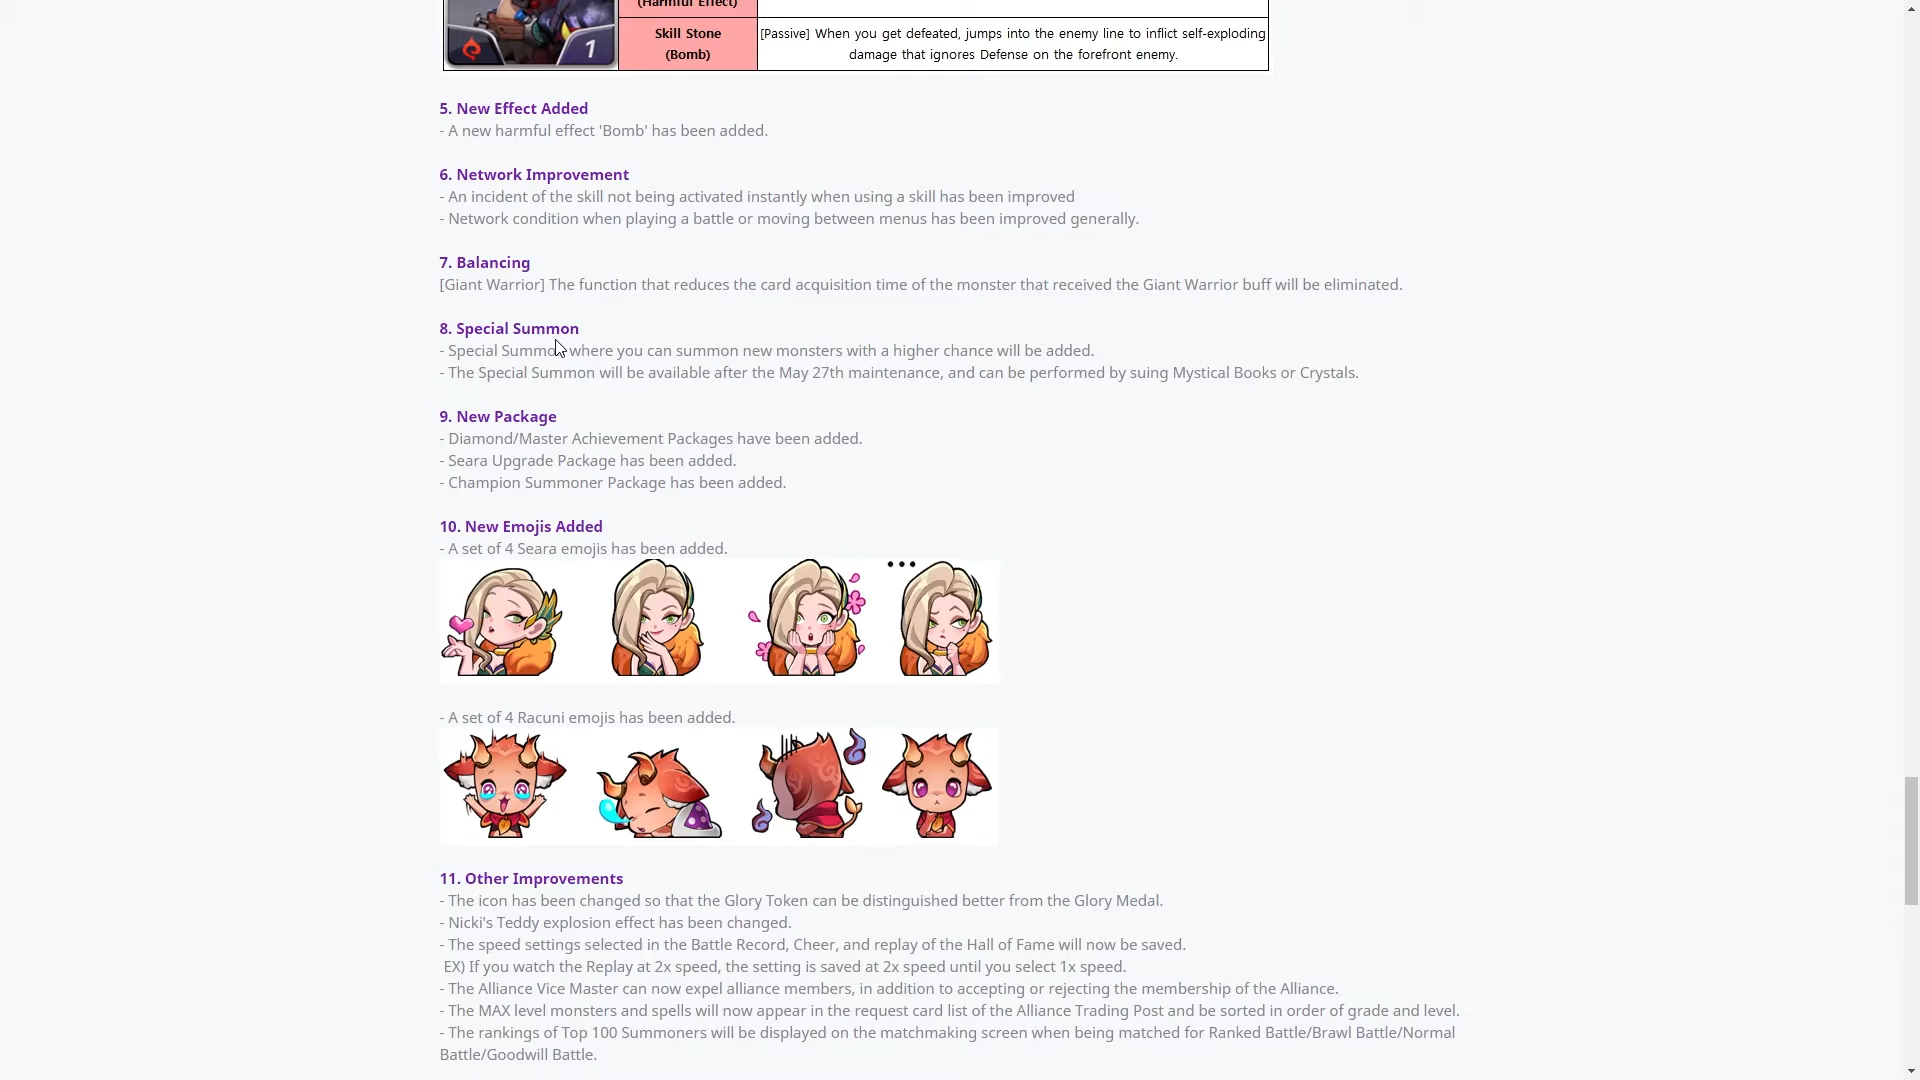 (Harmful Effect)
1
Skill Stone
(Bomb)
[Passive] When you get defeated, jumps into the enemy line to inflict self-exploding
damage that ignores Defense on the forefront enemy.
5. New Effect Added
- A new harmful effect 'Bomb' has been added.
6. Network Improvement
- An incident of the skill not being activated instantly when using a skill has been improved
- Network condition when playing a battle or moving between menus has been improved generally.
7. Balancing
[Giant Warrior] The function that reduces the card acquisition time of the monster that received the Giant Warrior buff will be eliminated.
8. Special Summon
- Special Summon where you can summon new monsters with a higher chance will be added.
- The Special Summon will be available after the May 27th maintenance, and can be performed by suing Mystical Books or Crystals.
9. New Package
- Diamond/Master Achievement Packages have been added.
- Seara Upgrade Package has been added.
- Champion Summoner Package has been added.
10. New Emojis Added
- A set of 4 Seara emojis has been added.
- A set of 4 Racuni emojis has been added.
11. Other Improvements
- The icon has been changed so that the Glory Token can be distinguished better from the Glory Medal.
- Nicki's Teddy explosion effect has been changed.
- The speed settings selected in the Battle Record, Cheer, and replay of the Hall of Fame will now be saved.
EX) If you watch the Replay at 2x speed, the setting is saved at 2x speed until you select 1x speed.
- The Alliance Vice Master can now expel alliance members, in addition to accepting or rejecting the membership of the Alliance.
- The MAX level monsters and spells will now appear in the request card list of the Alliance Trading Post and be sorted in order of grade and level.
- The rankings of Top 100 Summoners will be displayed on the matchmaking screen when being matched for Ranked Battle/Brawl Battle/Normal
Battle/Goodwill Battle.